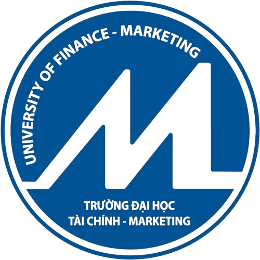 UNIVERSITY OF FINANCE - MARKETING
TRƯỜNG ĐẠI HỌC
TÀI CHÍNH - MARKETING